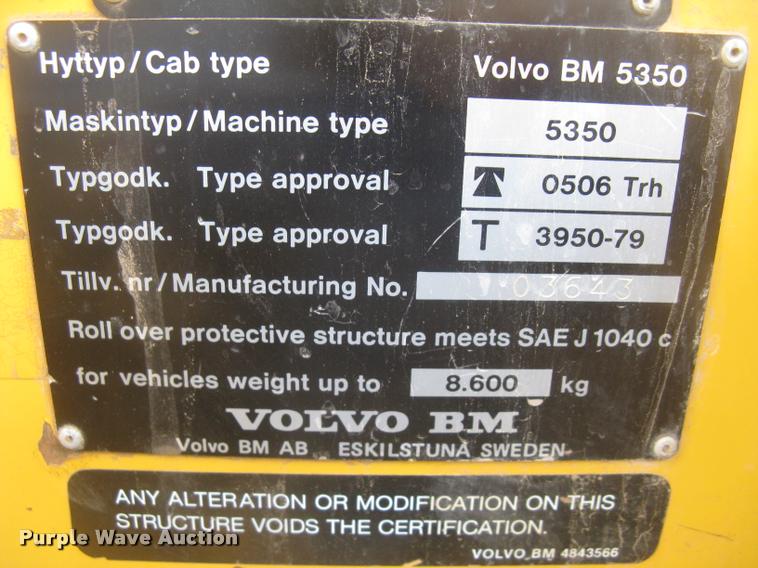 Hyttyp/Cab type Volvo BM 5350
Maskintyp/Machine type 5350
Typgodk. Type approval 0506 Trh
Typgodk. Type approval T 3950-79
Tillv. nr/Manufacturing No. 03643
Roll over protective structure meets SAE J 1040 c
for vehicles weight up to 8.600 kg
VOLVO BM
Volvo BM AB ESKILSTUNA SWEDEN
ANY ALTERATION OR MODIFICATION ON THIS
STRUCTURE VOIDS THE CERTIFICATION.
VOLVO BM 4843566
Purple Wave Auction